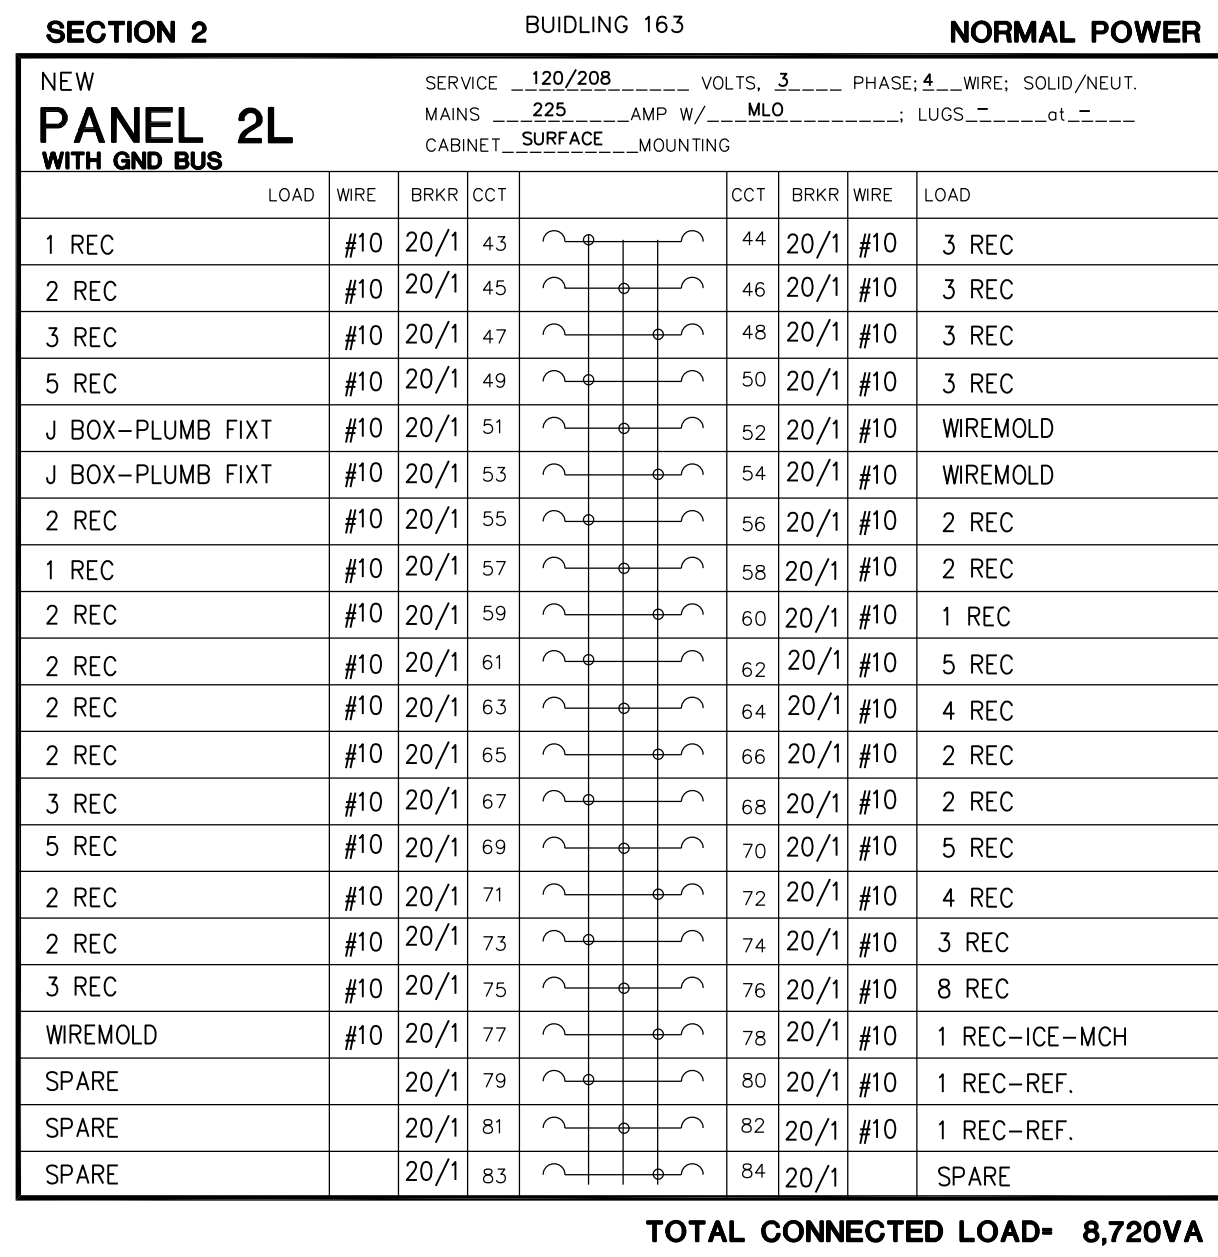 SECTION 2 BUIDLING 163 NORMAL POWER
NEW SERVICE 120/208 VOLTS, 3 PHASE; 4 WIRE; SOLID/NEUT.
PANEL 2L MAINS 225 AMP W/ MLO ; LUGS - at -
WITH GND BUS CABINET SURFACE MOUNTING
LOAD WIRE BRKR CCT CCT BRKR WIRE LOAD
1 REC #10 20/1 43 44 20/1 #10 3 REC
2 REC #10 20/1 45 46 20/1 #10 3 REC
3 REC #10 20/1 47 48 20/1 #10 3 REC
5 REC #10 20/1 49 50 20/1 #10 3 REC
J BOX-PLUMB FIXT #10 20/1 51 52 20/1 #10 WIREMOLD
J BOX-PLUMB FIXT #10 20/1 53 54 20/1 #10 WIREMOLD
2 REC #10 20/1 55 56 20/1 #10 2 REC
1 REC #10 20/1 57 58 20/1 #10 2 REC
2 REC #10 20/1 59 60 20/1 #10 1 REC
2 REC #10 20/1 61 62 20/1 #10 5 REC
2 REC #10 20/1 63 64 20/1 #10 4 REC
2 REC #10 20/1 65 66 20/1 #10 2 REC
3 REC #10 20/1 67 68 20/1 #10 2 REC
5 REC #10 20/1 69 70 20/1 #10 5 REC
2 REC #10 20/1 71 72 20/1 #10 4 REC
2 REC #10 20/1 73 74 20/1 #10 3 REC
3 REC #10 20/1 75 76 20/1 #10 8 REC
WIREMOLD #10 20/1 77 78 20/1 #10 1 REC-ICE-MCH
SPARE 20/1 79 80 20/1 #10 1 REC-REF.
SPARE 20/1 81 82 20/1 #10 1 REC-REF.
SPARE 20/1 83 84 20/1 SPARE
TOTAL CONNECTED LOAD= 8,720VA